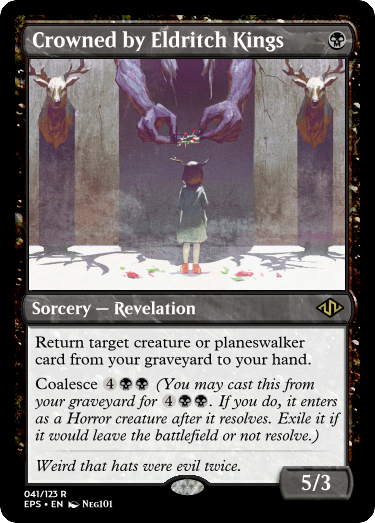 Crowned by Eldritch Kings
Sorcery — Revelation
Return target creature or planeswalker
card from your graveyard to your hand.
Coalesce 4 (You may cast this from
your graveyard for 4 . If you do, it enters
as a Horror creature after it resolves. Exile it if
it would leave the battlefield or not resolve.)
Weird that hats were evil twice.
5/3
041/123 R
EPS • EN Neg101